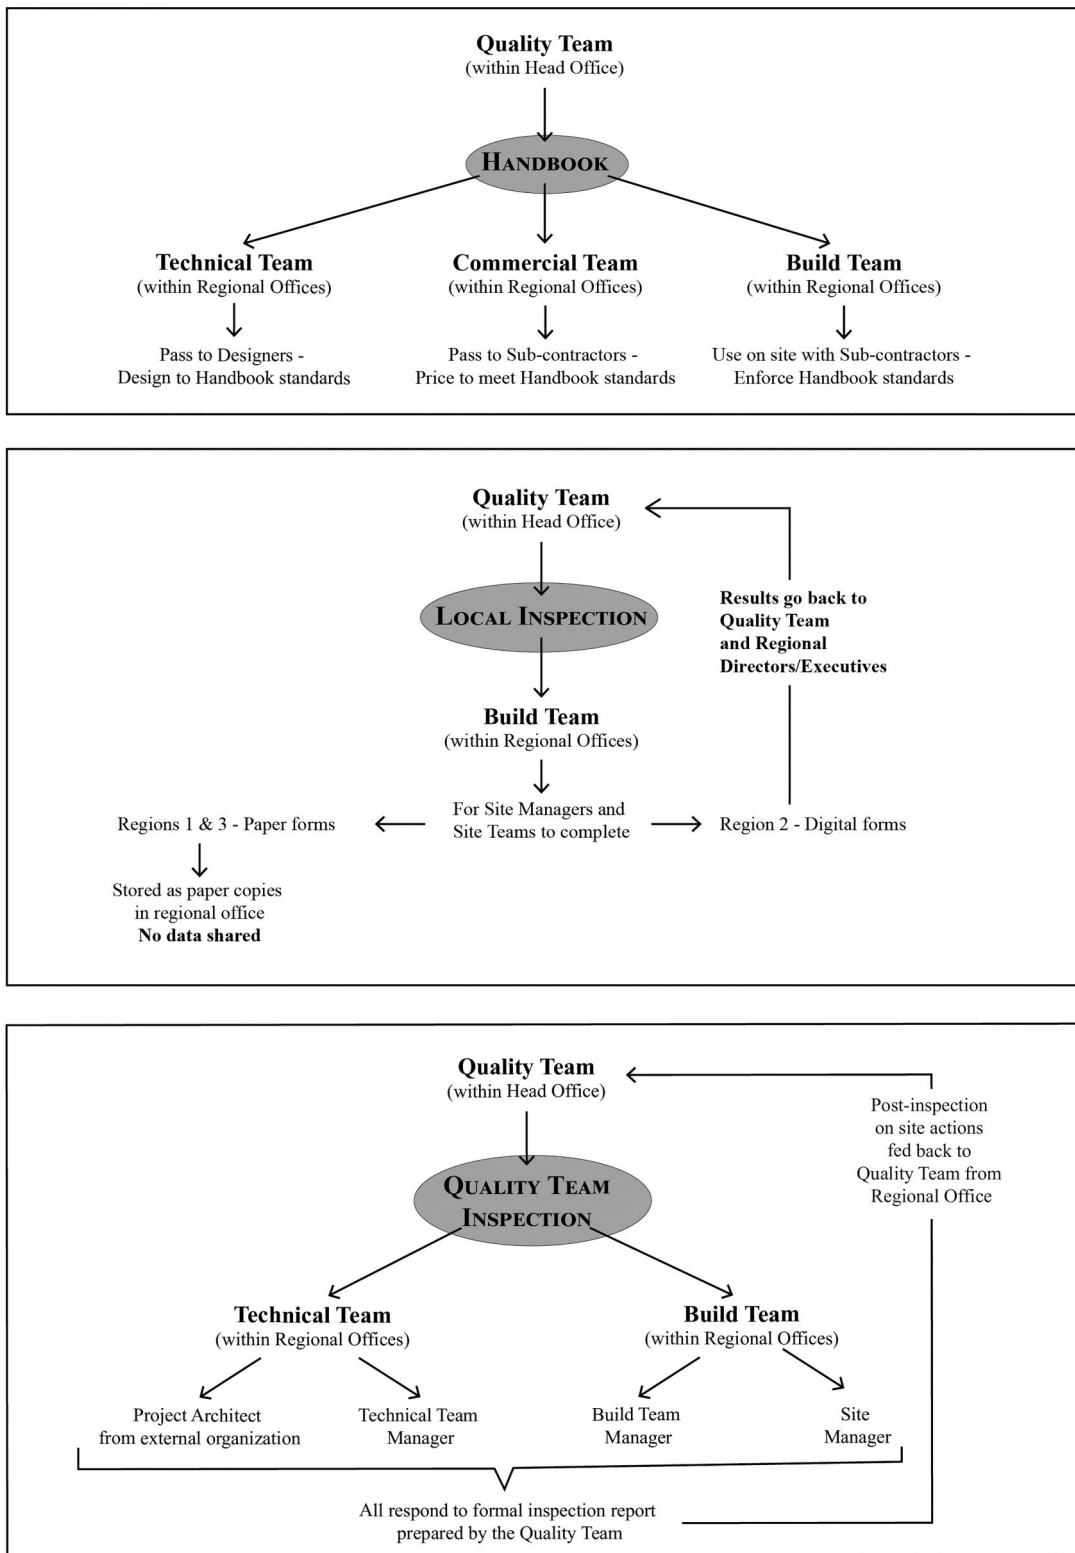 Quality Team
(within Head Office)
HANDBOOK
Technical Team
(within Regional Offices)
Commercial Team
(within Regional Offices)
Build Team
(within Regional Offices)
Pass to Designers -
Design to Handbook standards
Pass to Sub-contractors -
Price to meet Handbook standards
Use on site with Sub-contractors -
Enforce Handbook standards
Quality Team
(within Head Office)
LOCAL INSPECTION
Results go back to
Quality Team
and Regional
Directors/Executives
Build Team
(within Regional Offices)
For Site Managers and
Site Teams to complete
Regions 1 & 3 - Paper forms
Region 2 - Digital forms
Stored as paper copies
in regional office
No data shared
Quality Team
(within Head Office)
Post-inspection
on site actions
fed back to
Quality Team from
Regional Office
QUALITY TEAM
INSPECTION
Technical Team
(within Regional Offices)
Build Team
(within Regional Offices)
Project Architect
from external organization
Technical Team
Manager
Build Team
Manager
Site
Manager
All respond to formal inspection report
prepared by the Quality Team